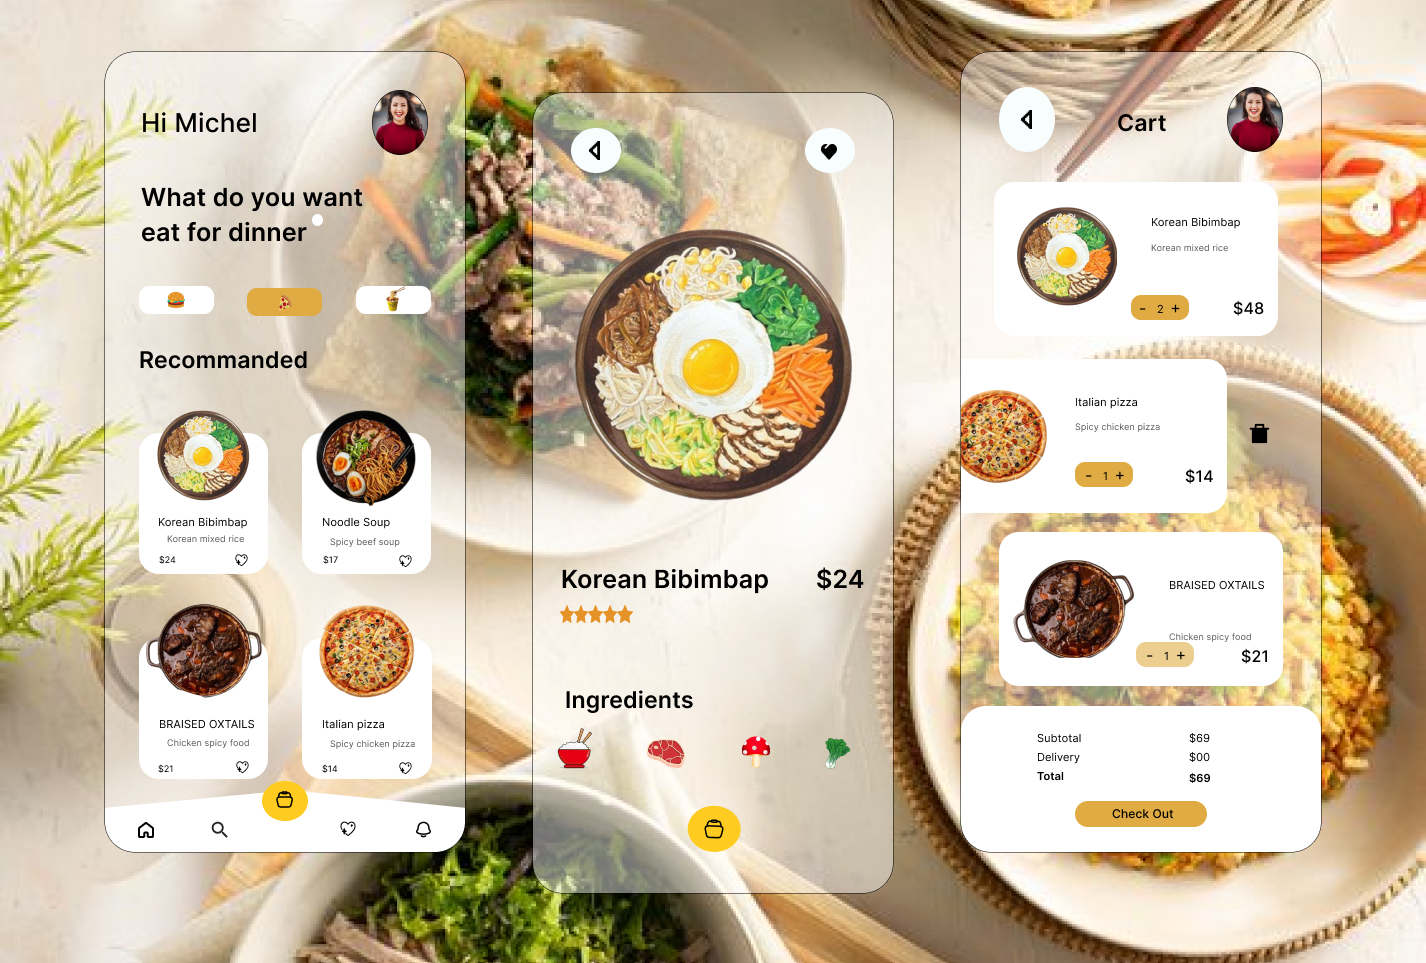 Hi Michel
What do you want
eat for dinner
Recommanded
Korean Bibimbap
Korean mixed rice
$24
Noodle Soup
Spicy beef soup
$17
BRAISED OXTAILS
Chicken spicy food
$21
Italian pizza
Spicy chicken pizza
$14
Korean Bibimbap $24
Ingredients
Cart
Korean Bibimbap
Korean mixed rice
- 2 + $48
Italian pizza
Spicy chicken pizza
- 1 + $14
BRAISED OXTAILS
Chicken spicy food
- 1 + $21
Subtotal $69
Delivery $00
Total $69
Check Out